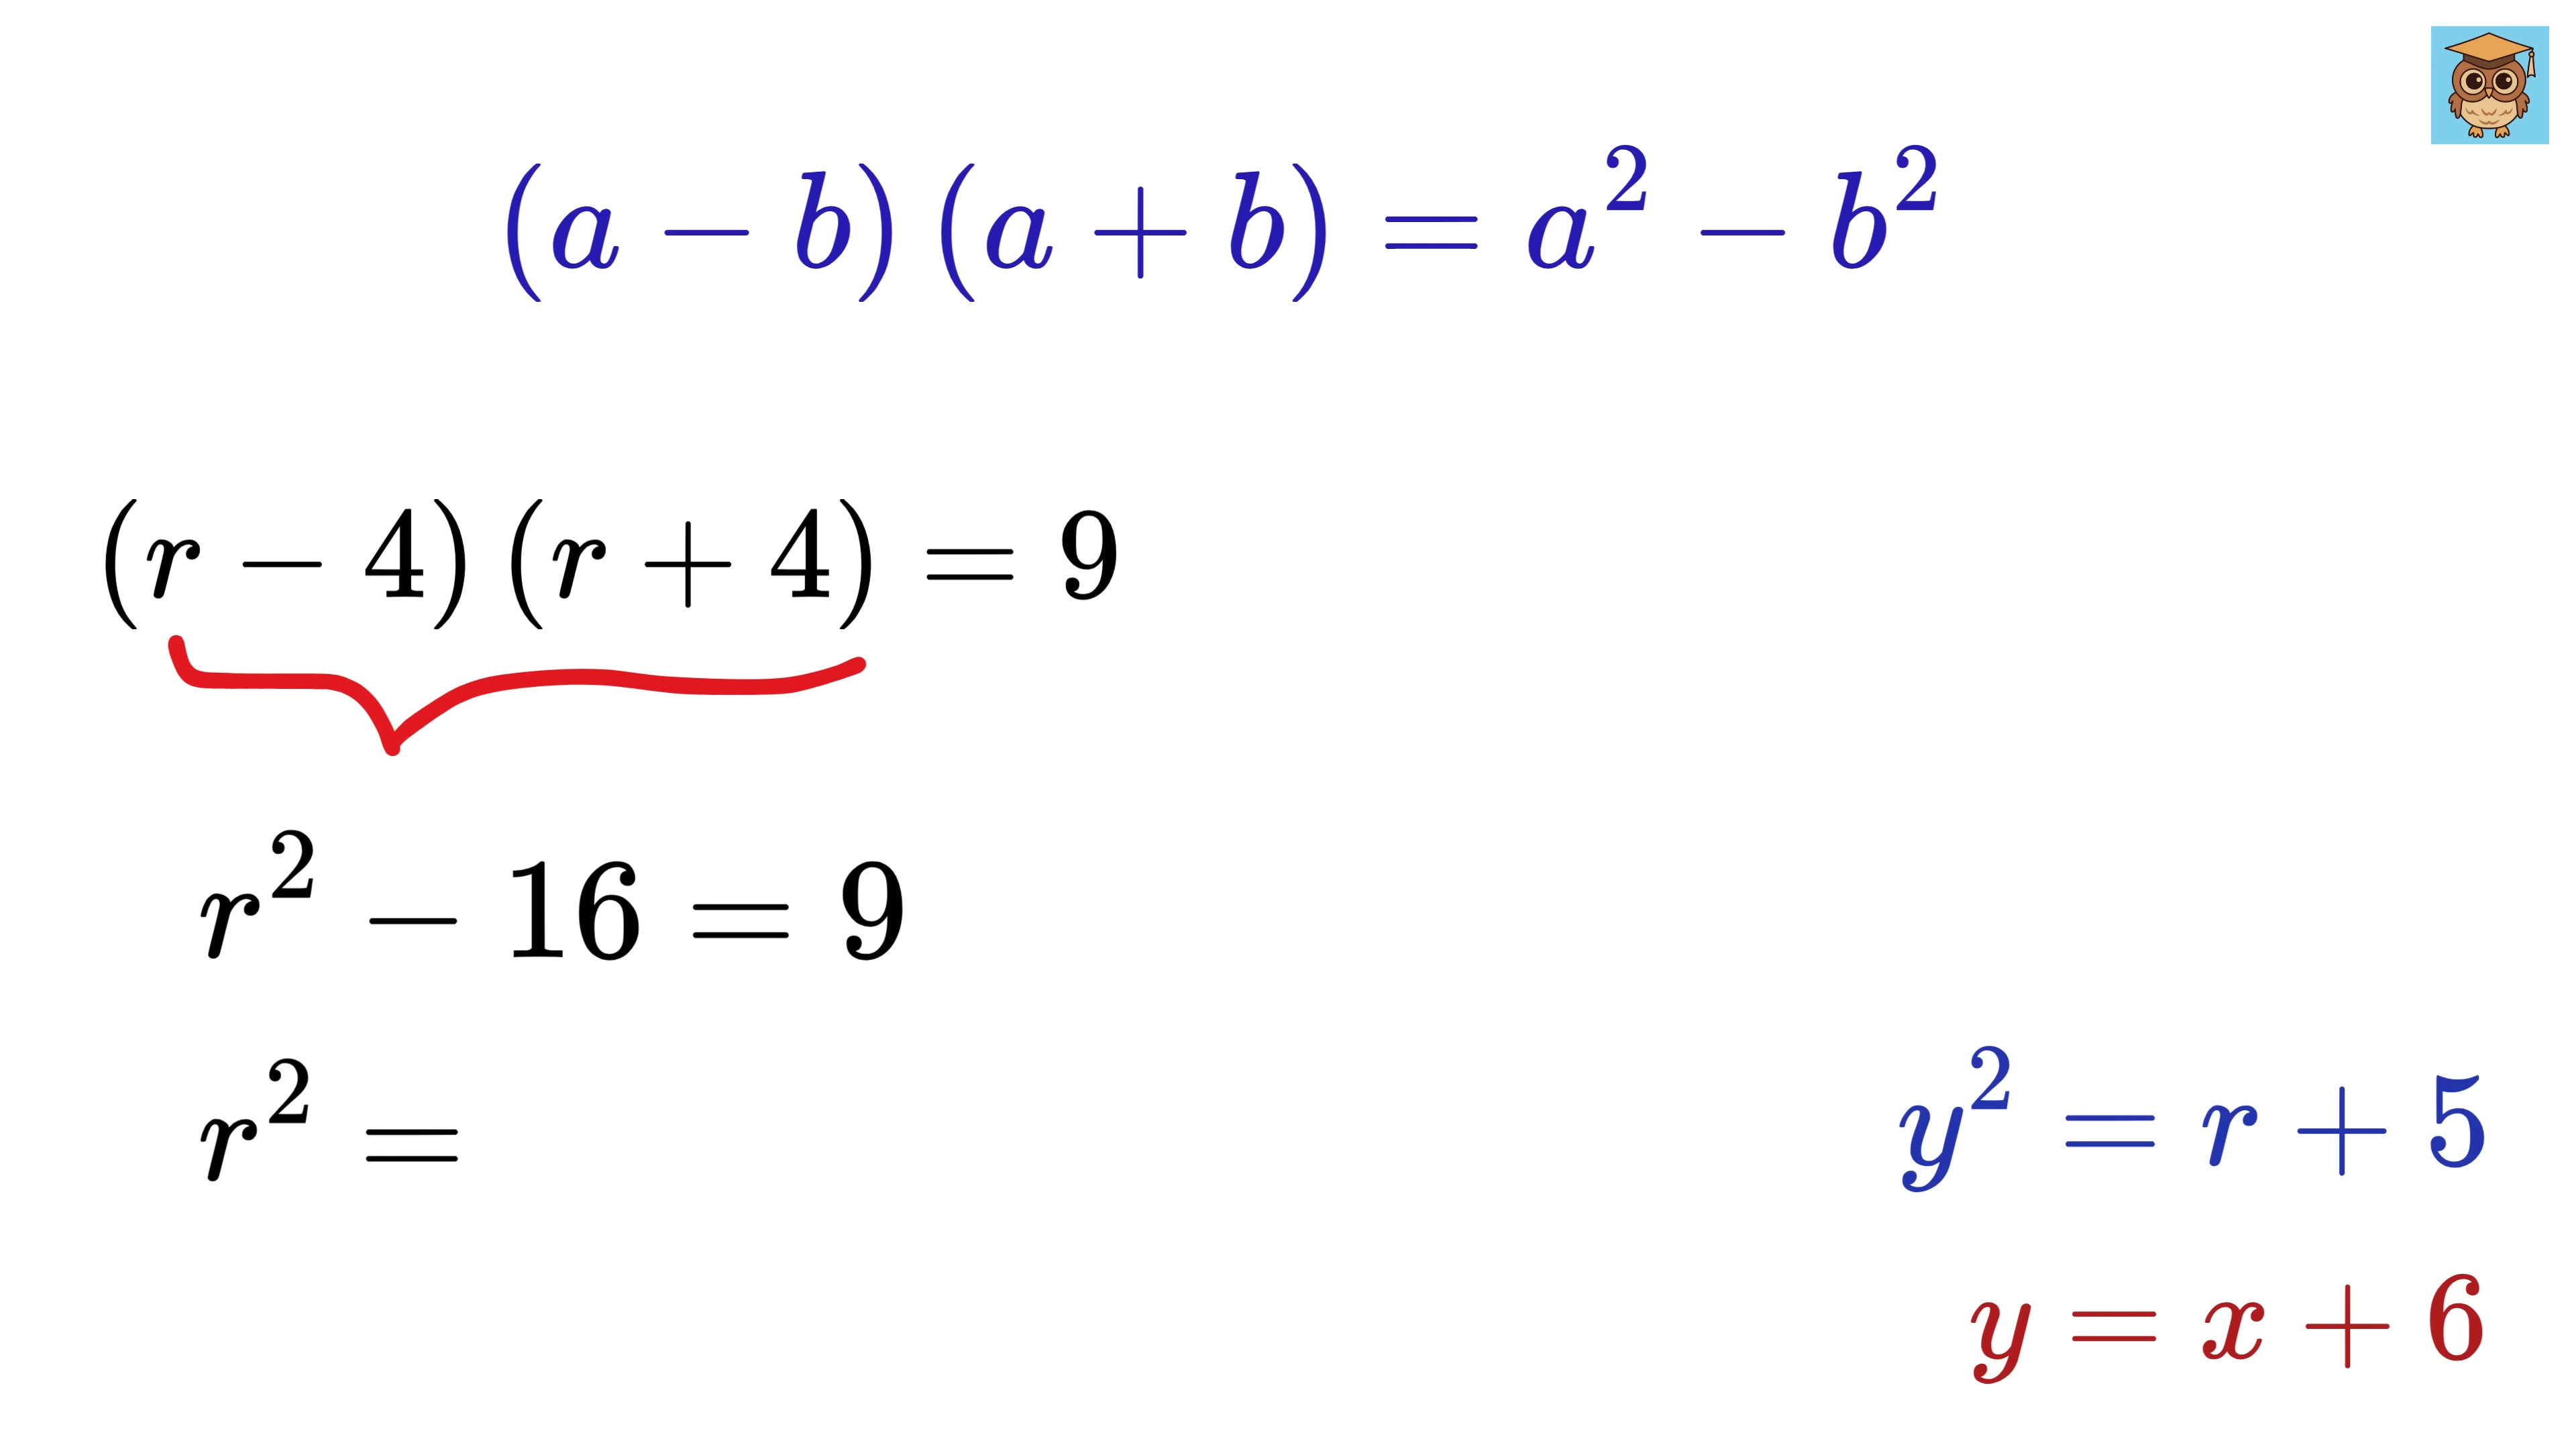 (a − b)(a + b) = a² − b²
(r − 4)(r + 4) = 9
r² − 16 = 9
r² =
y² = r + 5
y = x + 6